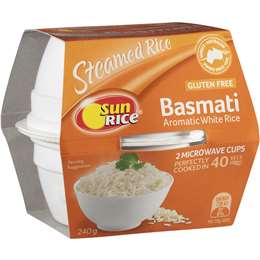 Steamed Rice
GLUTEN FREE
Sun
RICE
Basmati
Aromatic White Rice
2 MICROWAVE CUPS
PERFECTLY
COOKED IN 40 SECS
Serving
Suggestion
240g